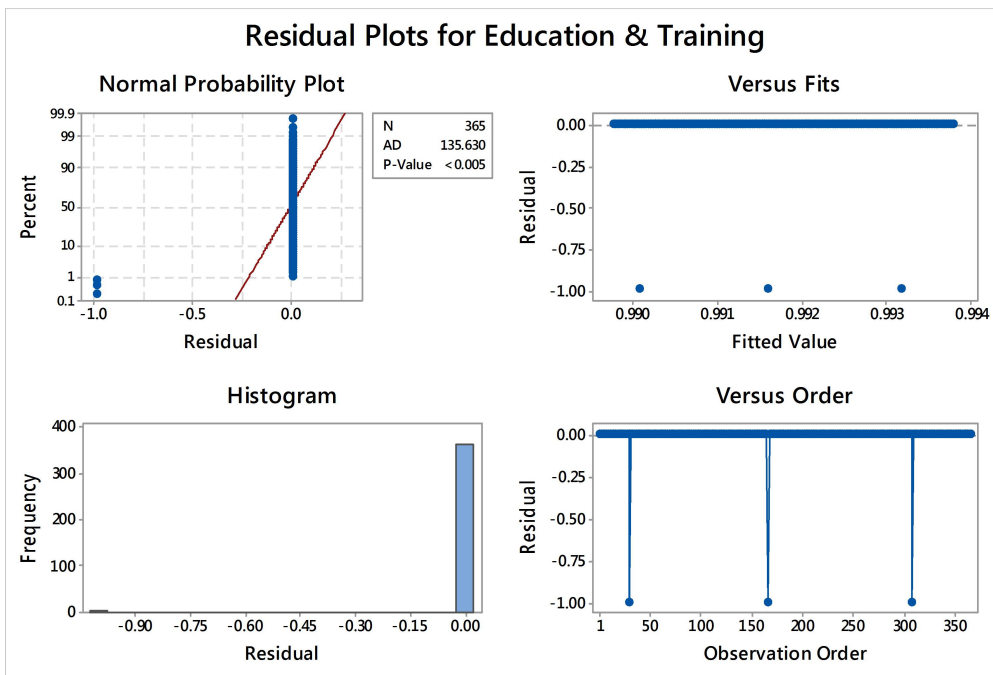 Residual Plots for Education & Training
Normal Probability Plot
99.9
99
90
50
10
1
0.1
Percent
-1.0
-0.5
0.0
Residual
N 365
AD 135.630
P-Value <0.005
Versus Fits
0.00
-0.25
-0.50
-0.75
-1.00
Residual
0.990
0.991
0.992
0.993
0.994
Fitted Value
Histogram
400
300
200
100
0
Frequency
-0.90
-0.75
-0.60
-0.45
-0.30
-0.15
0.00
Residual
Versus Order
0.00
-0.25
-0.50
-0.75
-1.00
Residual
1
50
100
150
200
250
300
350
Observation Order